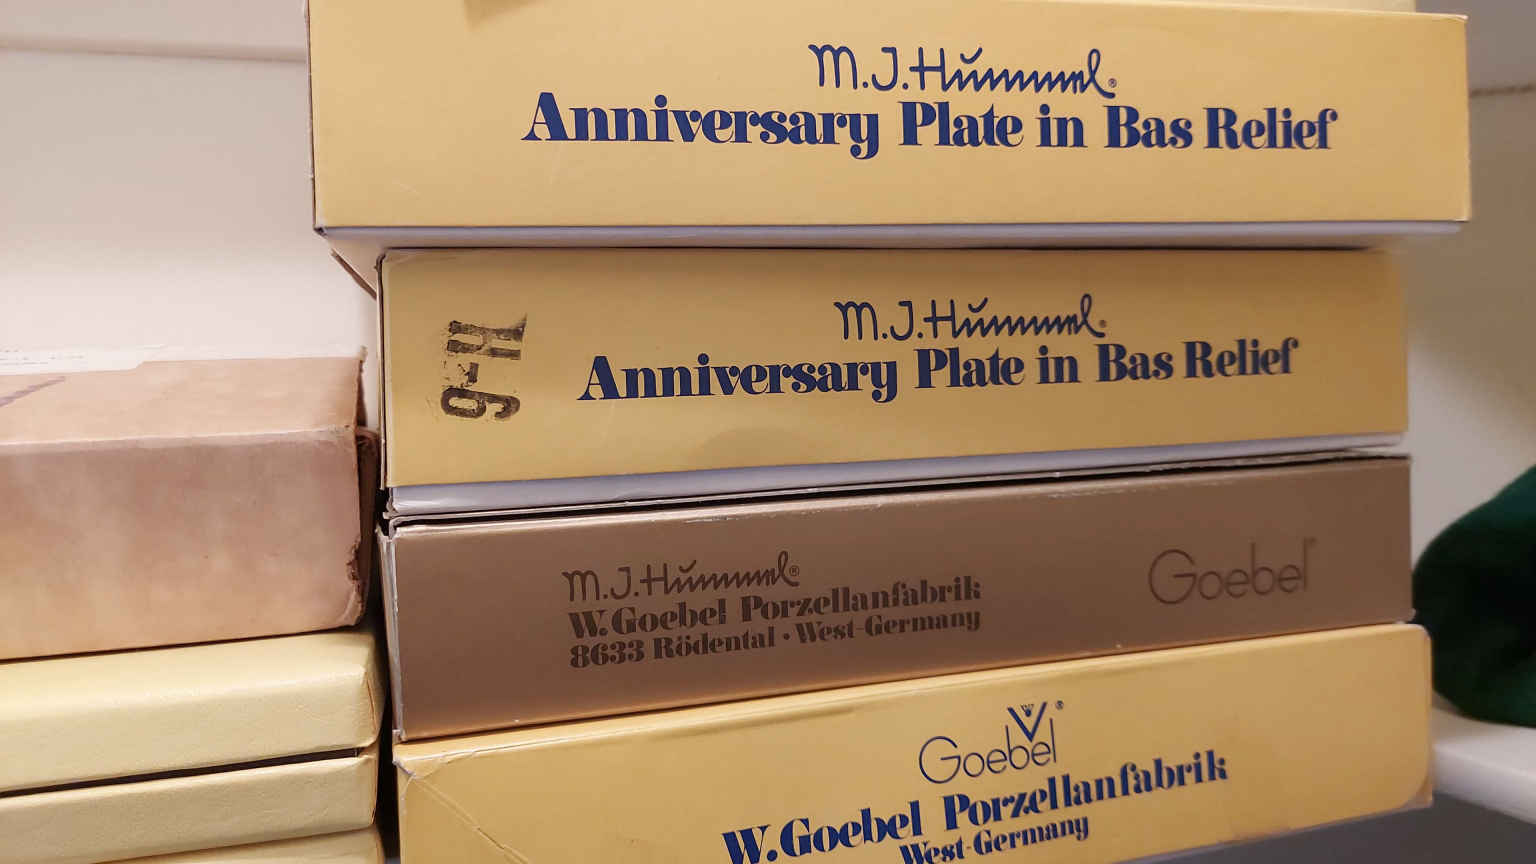 M.J.Hummel®
Anniversary Plate in Bas Relief
M.J.Hummel®
Anniversary Plate in Bas Relief
M.J.Hummel®
W.Goebel Porzellanfabrik
8633 Rödental · West-Germany
Goebel®
Goebel®
W.Goebel Porzellanfabrik
West-Germany